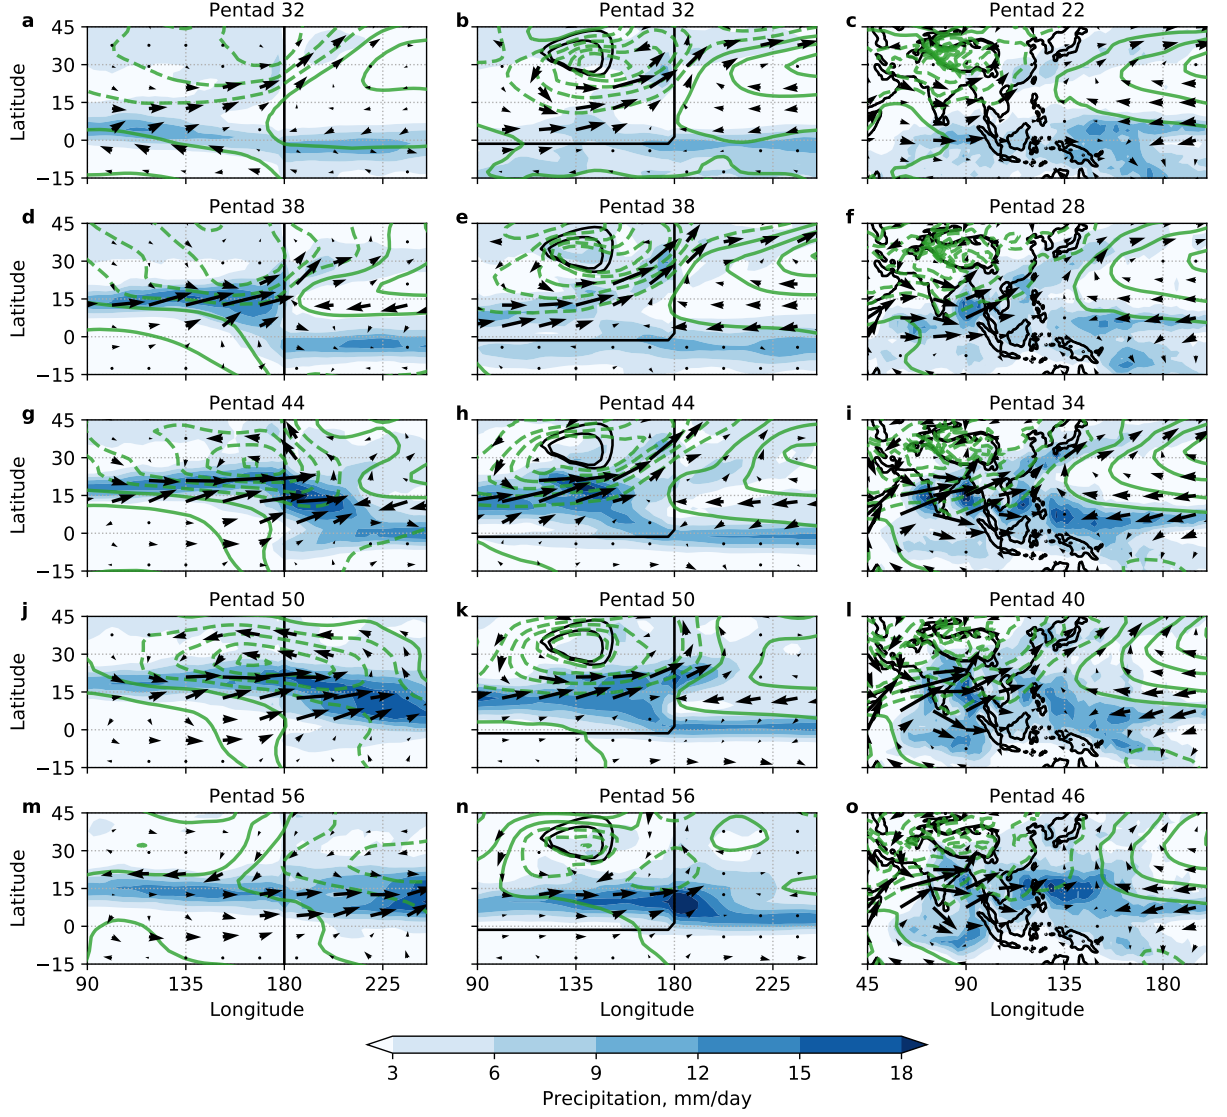 a Pentad 32
b Pentad 32
c Pentad 22
Latitude
45
30
15
0
−15
d Pentad 38
e Pentad 38
f Pentad 28
Latitude
45
30
15
0
−15
g Pentad 44
h Pentad 44
i Pentad 34
Latitude
45
30
15
0
−15
j Pentad 50
k Pentad 50
l Pentad 40
Latitude
45
30
15
0
−15
m Pentad 56
n Pentad 56
o Pentad 46
Latitude
45
30
15
0
−15
90 135 180 225
90 135 180 225
45 90 135 180
Longitude
Longitude
Longitude
3 6 9 12 15 18
Precipitation, mm/day